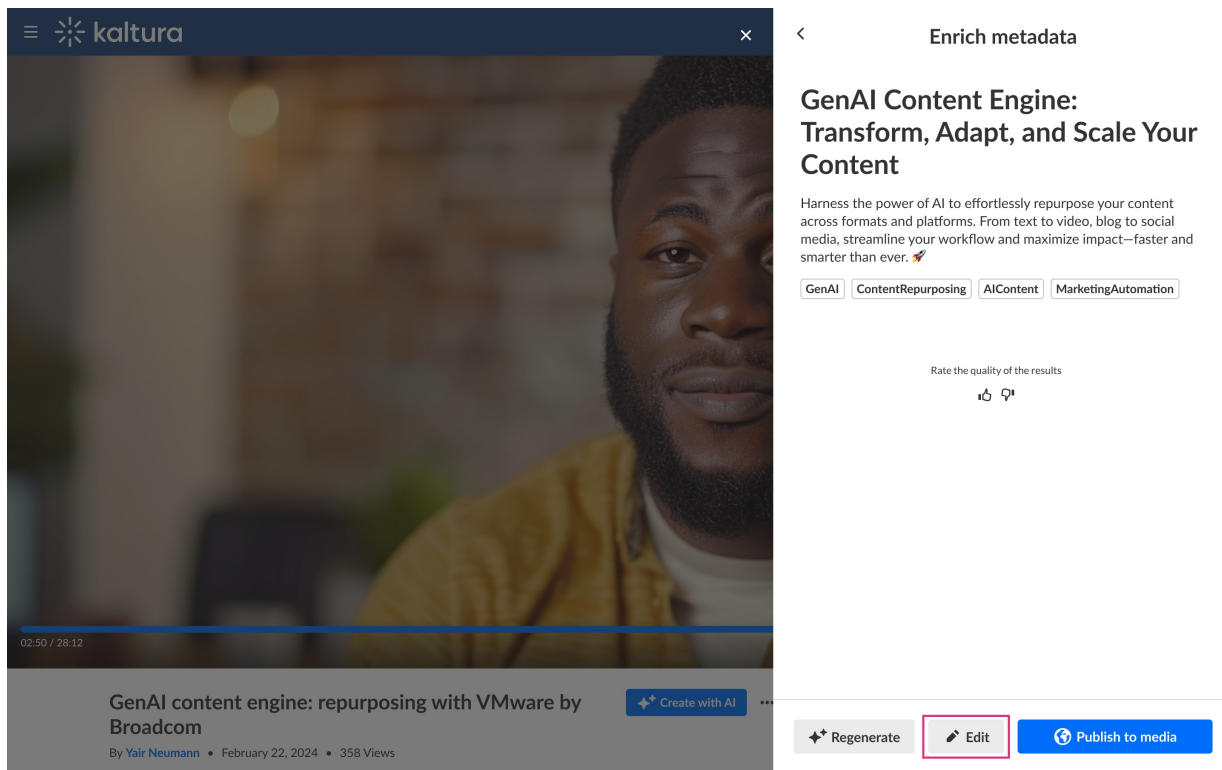 kaltura
02:50 / 28:12
GenAI content engine: repurposing with VMware by
Broadcom
Create with AI
By Yair Neumann • February 22, 2024 • 358 Views
Enrich metadata
GenAI Content Engine:
Transform, Adapt, and Scale Your
Content
Harness the power of AI to effortlessly repurpose your content
across formats and platforms. From text to video, blog to social
media, streamline your workflow and maximize impact—faster and
smarter than ever. 🚀
GenAI ContentRepurposing AIContent MarketingAutomation
Rate the quality of the results
Regenerate Edit Publish to media